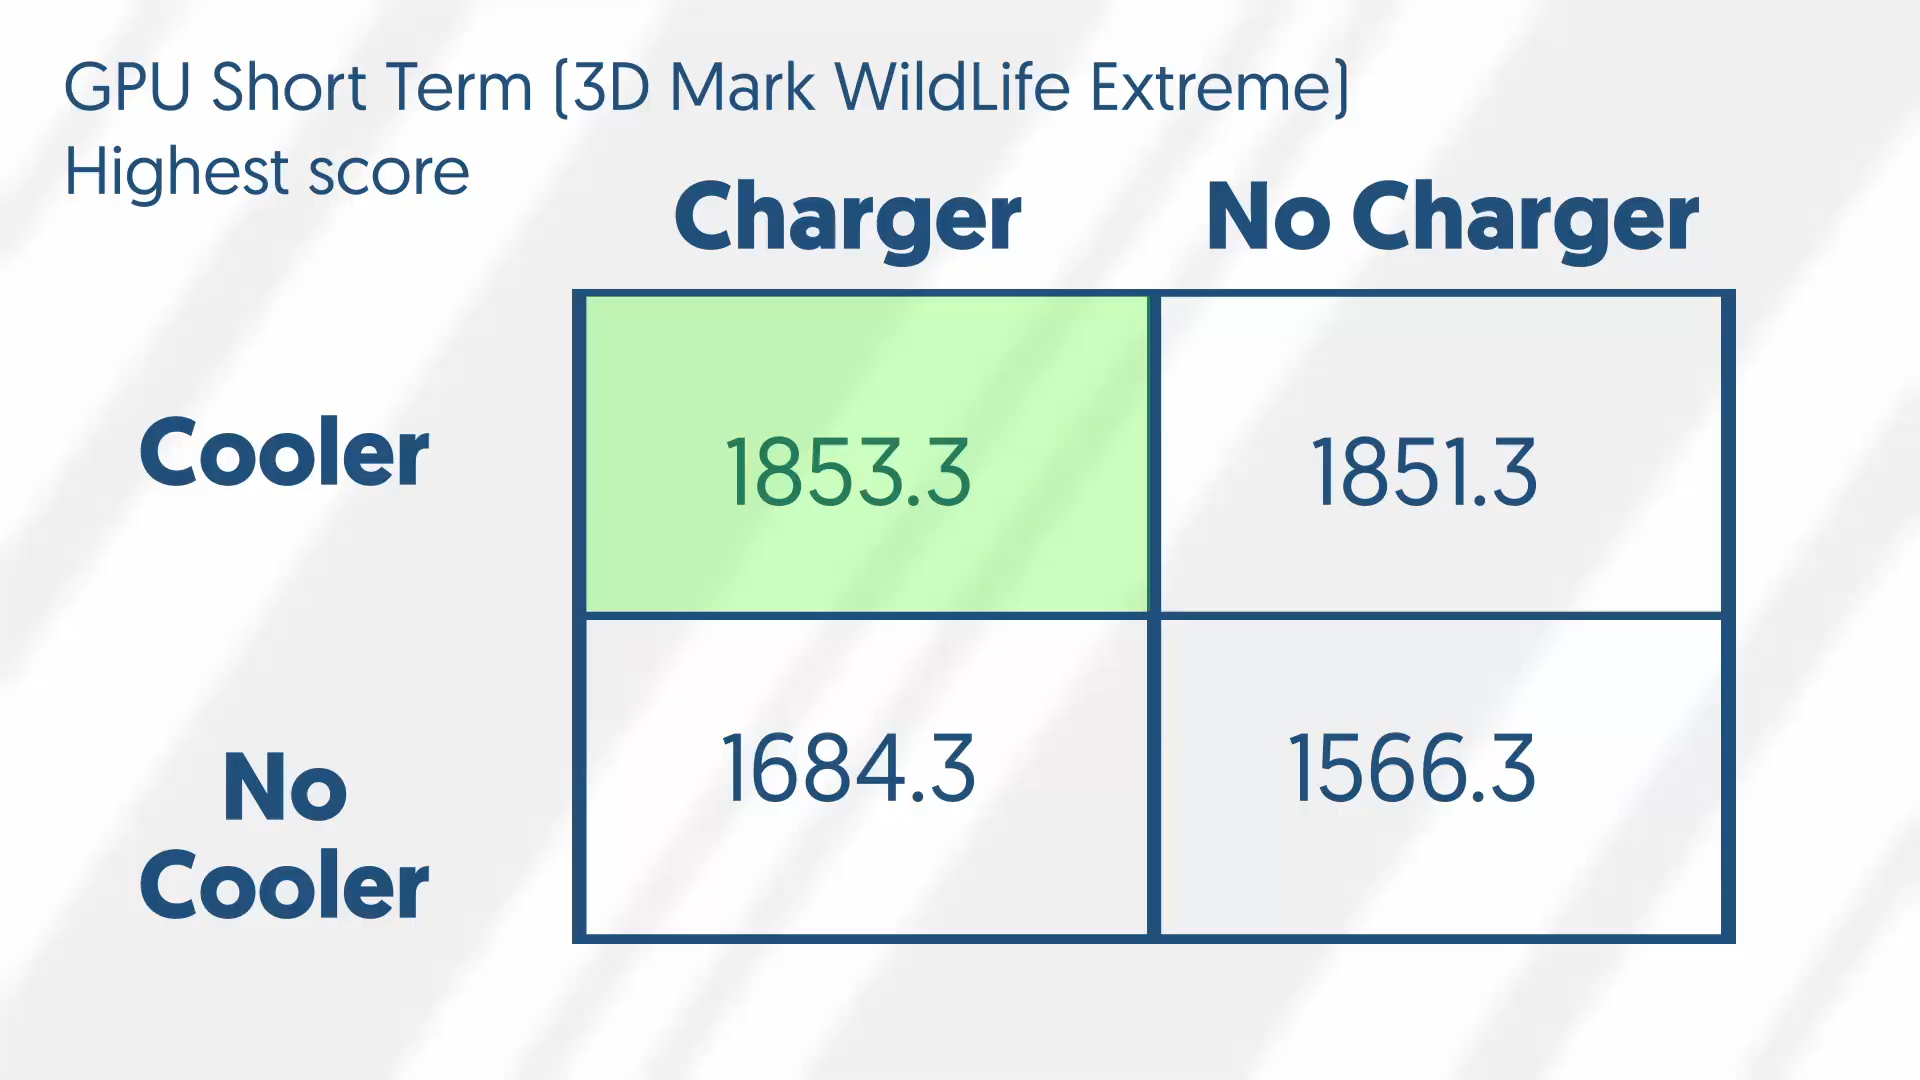 GPU Short Term (3D Mark WildLife Extreme)
Highest score
Charger No Charger
Cooler 1853.3 1851.3
No
Cooler 1684.3 1566.3